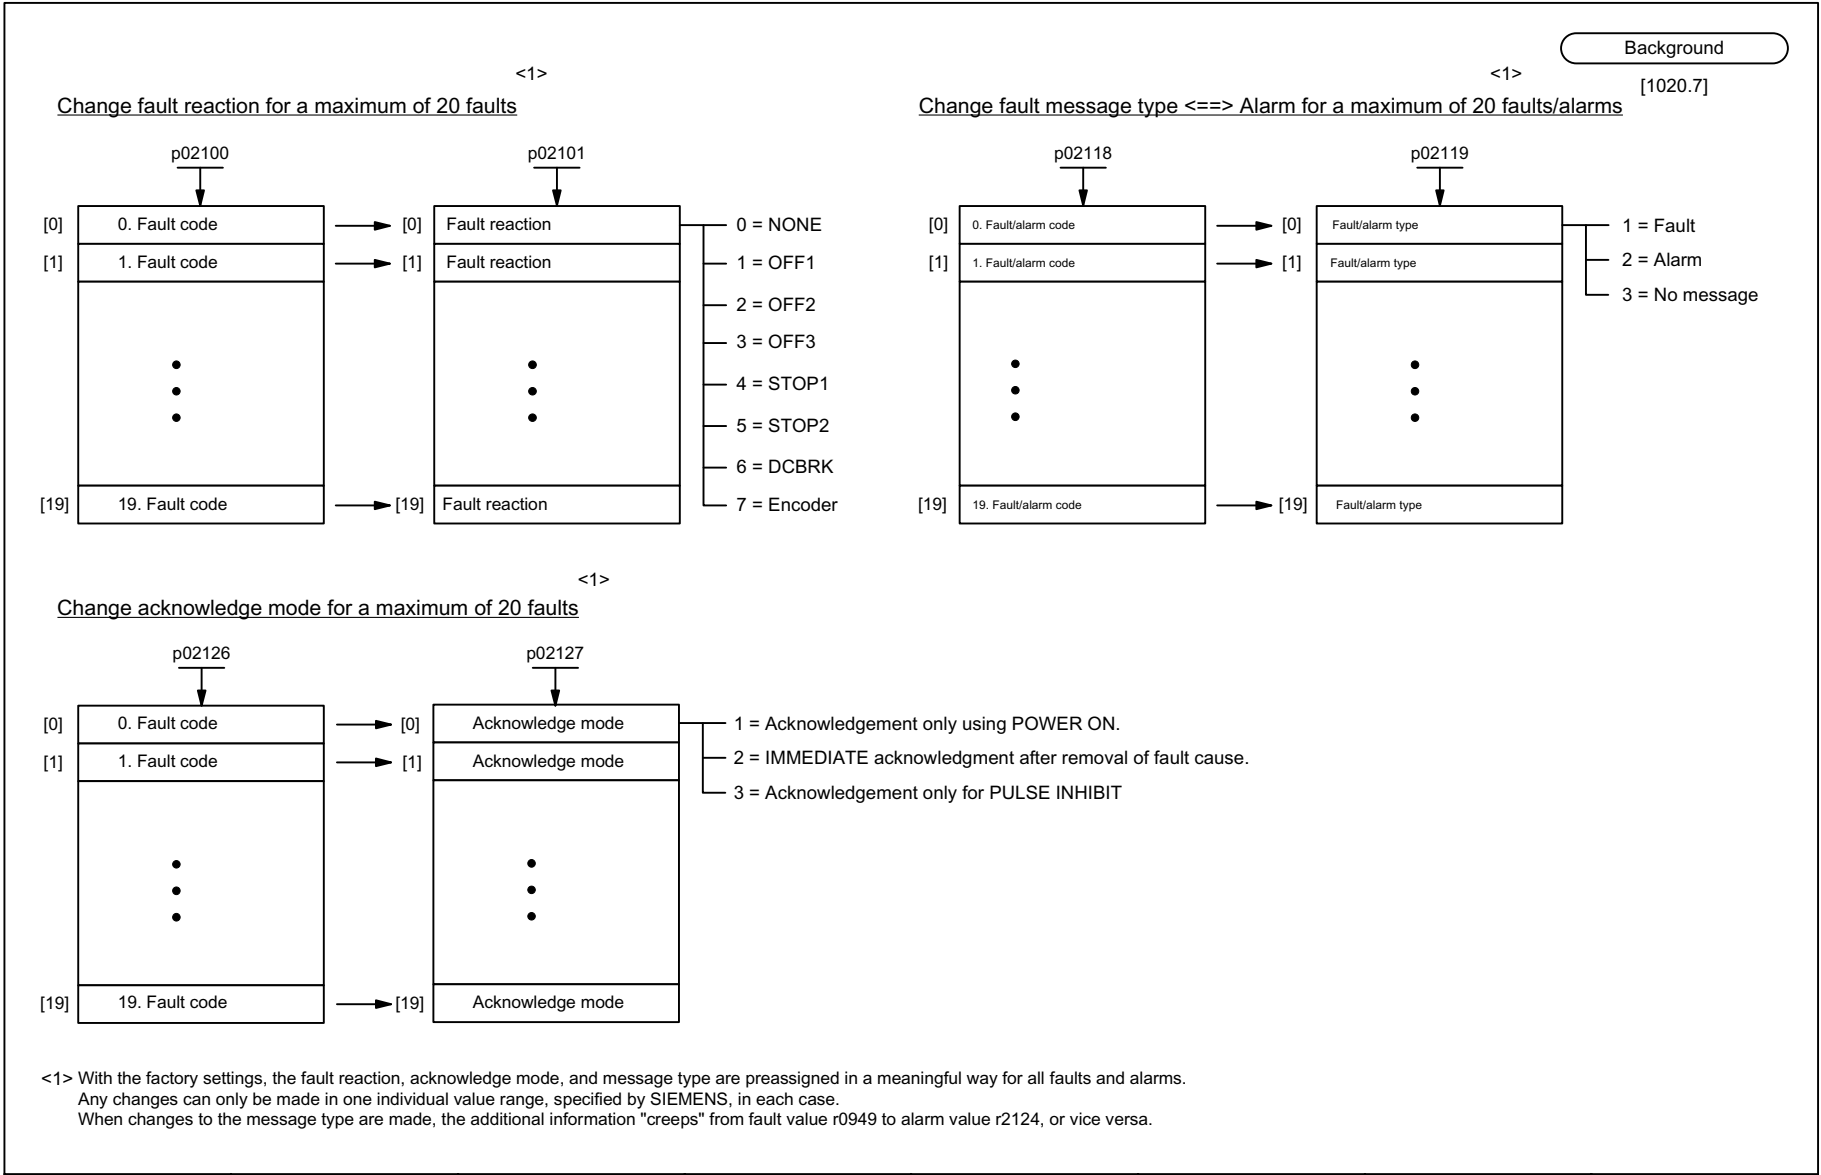 Background
[1020.7]
<1>
Change fault reaction for a maximum of 20 faults
p02100
p02101
[0] 0. Fault code [0] Fault reaction 0 = NONE
[1] 1. Fault code [1] Fault reaction 1 = OFF1
2 = OFF2
3 = OFF3
4 = STOP1
5 = STOP2
6 = DCBRK
[19] 19. Fault code [19] Fault reaction 7 = Encoder
<1>
Change fault message type <==> Alarm for a maximum of 20 faults/alarms
p02118
p02119
[0] 0. Fault/alarm code [0] Fault/alarm type 1 = Fault
[1] 1. Fault/alarm code [1] Fault/alarm type 2 = Alarm
3 = No message
[19] 19. Fault/alarm code [19] Fault/alarm type
<1>
Change acknowledge mode for a maximum of 20 faults
p02126
p02127
[0] 0. Fault code [0] Acknowledge mode 1 = Acknowledgement only using POWER ON.
[1] 1. Fault code [1] Acknowledge mode 2 = IMMEDIATE acknowledgment after removal of fault cause.
3 = Acknowledgement only for PULSE INHIBIT
[19] 19. Fault code [19] Acknowledge mode
<1> With the factory settings, the fault reaction, acknowledge mode, and message type are preassigned in a meaningful way for all faults and alarms.
Any changes can only be made in one individual value range, specified by SIEMENS, in each case.
When changes to the message type are made, the additional information "creeps" from fault value r0949 to alarm value r2124, or vice versa.